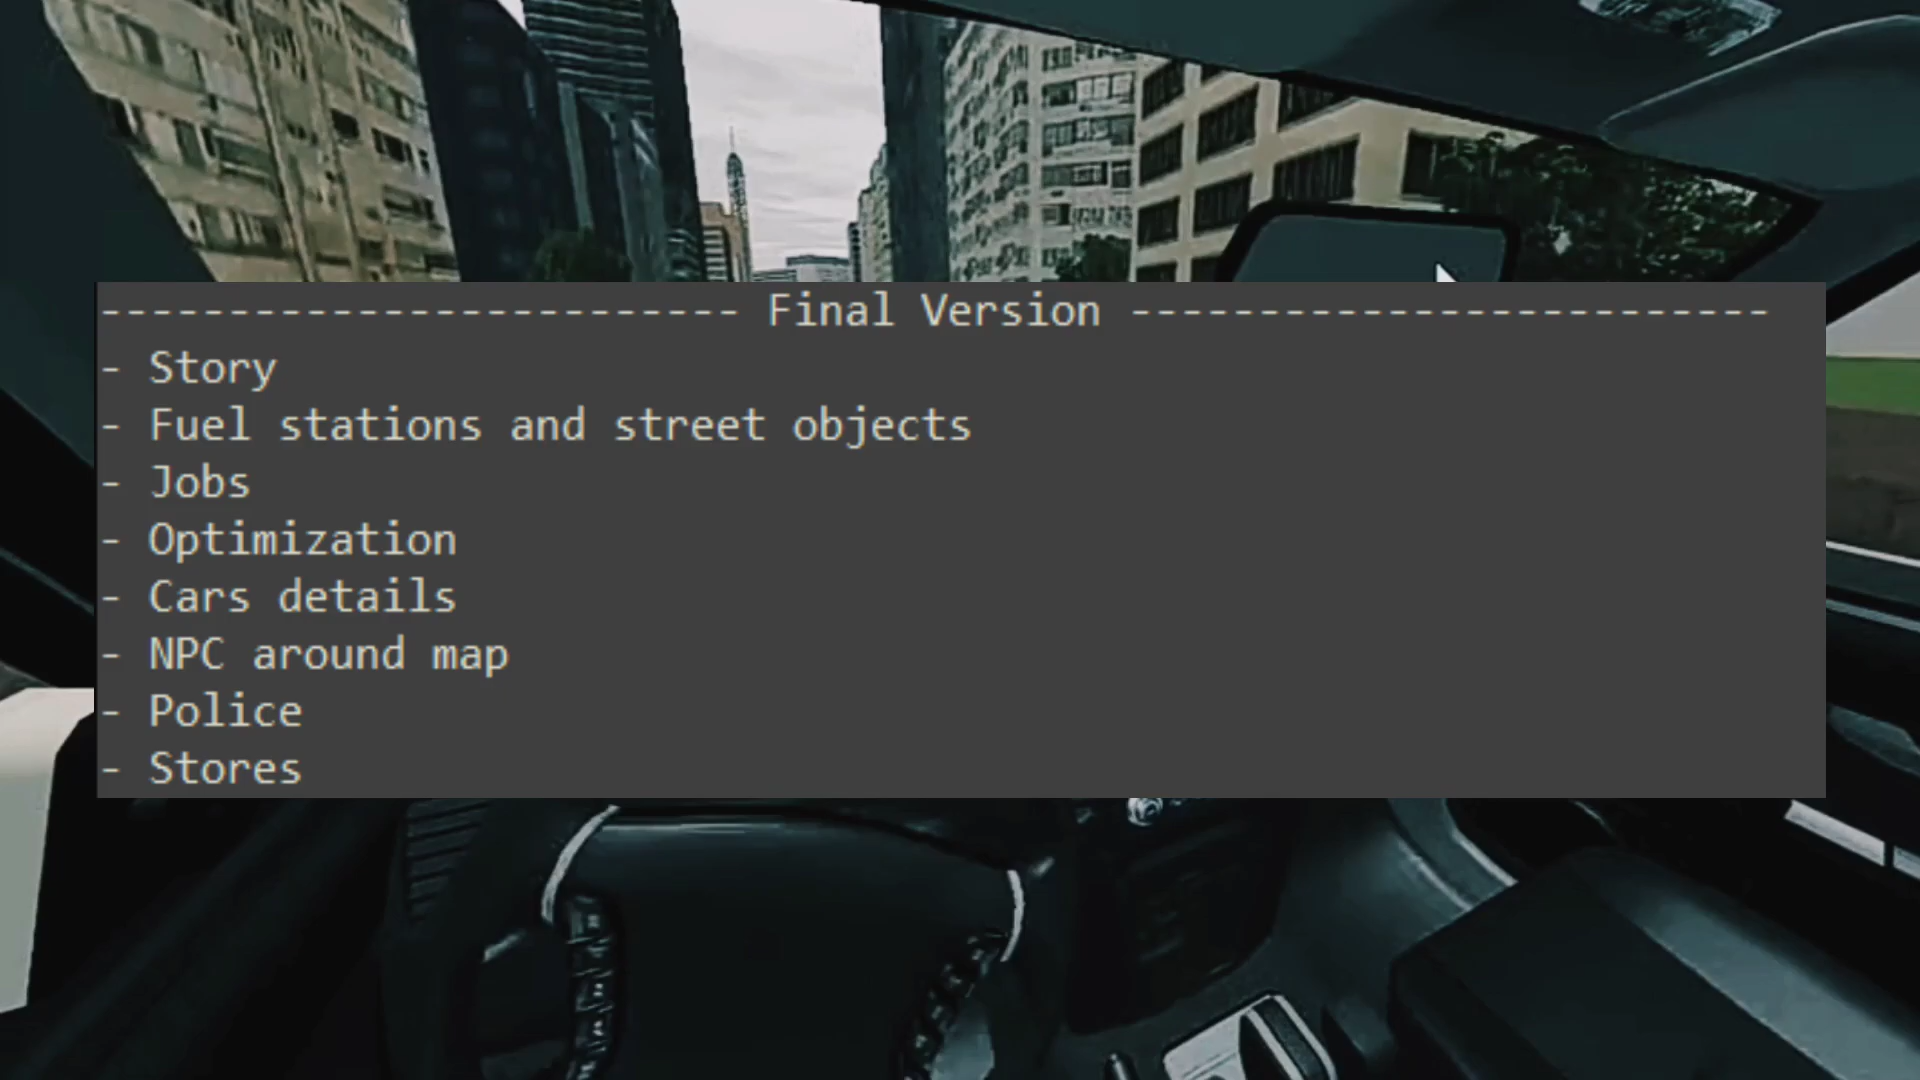 ------------------------- Final Version -------------------------
- Story
- Fuel stations and street objects
- Jobs
- Optimization
- Cars details
- NPC around map
- Police
- Stores